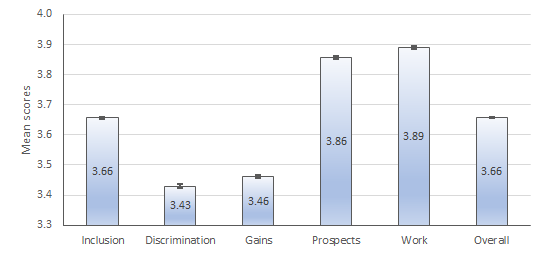 4.0
3.9
3.8
3.7
3.6
3.5
3.4
3.3
Mean scores
3.66
3.43
3.46
3.86
3.89
3.66
Inclusion
Discrimination
Gains
Prospects
Work
Overall